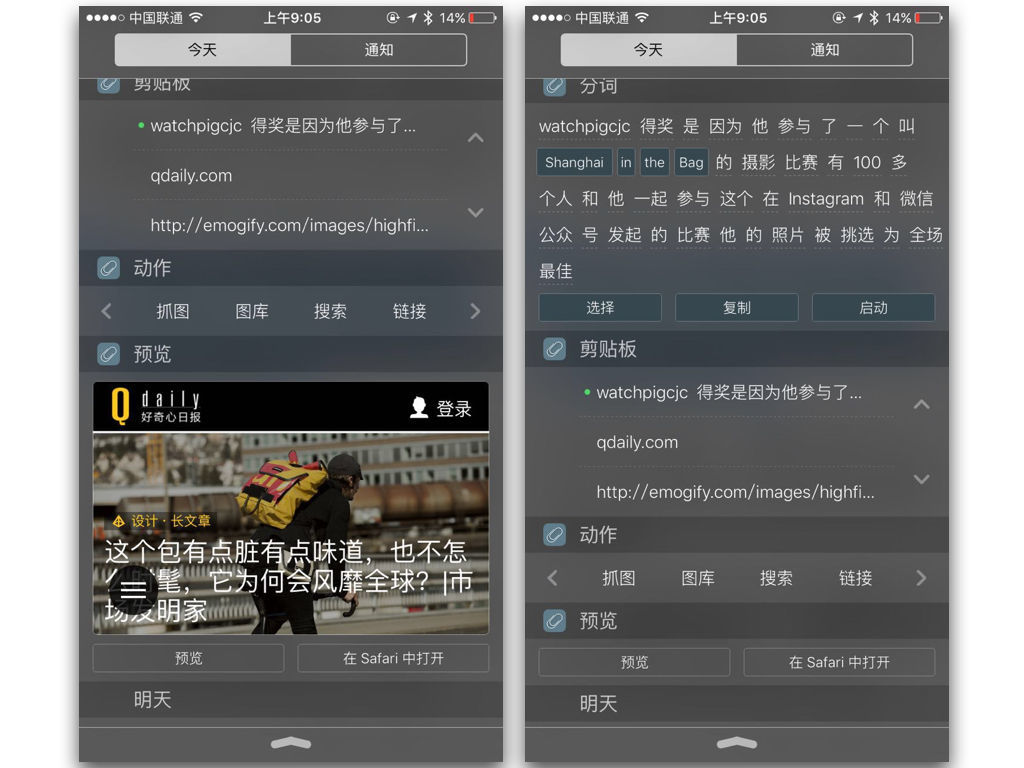 中国联通 上午9:05 14%
今天 通知
剪贴板
watchpigcjc 得奖是因为他参与了...
qdaily.com
http://emogify.com/images/highfi...
动作
抓图 图库 搜索 链接
预览
Q daily
好奇心日报
登录
设计·长文章
这个包有点脏有点味道，也不怎
髦，它为何会风靡全球？|市
场发明家
预览 在 Safari 中打开
明天
中国联通 上午9:05 14%
今天 通知
分词
watchpigcjc 得奖 是 因为 他 参与 了 一 个 叫
Shanghai in the Bag 的 摄影 比赛 有 100 多
个人 和 他 一起 参与 这个 在 Instagram 和 微信
公众 号 发起 的 比赛 他 的 照片 被 挑选 为 全场
最佳
选择 复制 启动
剪贴板
watchpigcjc 得奖是因为他参与了...
qdaily.com
http://emogify.com/images/highfi...
动作
抓图 图库 搜索 链接
预览
预览 在 Safari 中打开
明天